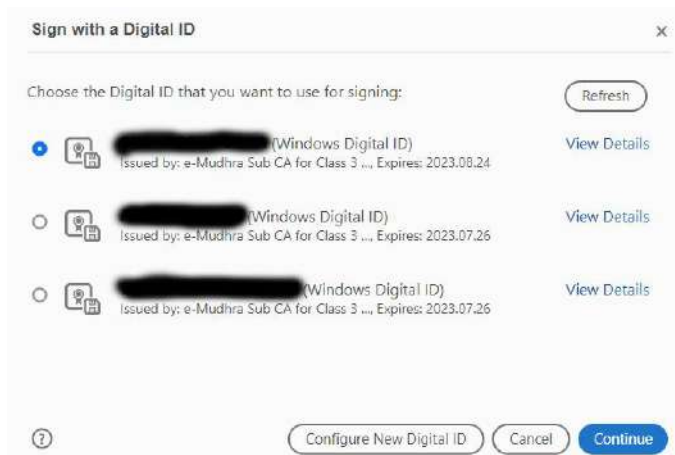 Sign with a Digital ID
Choose the Digital ID that you want to use for signing:
Refresh
(Windows Digital ID)
View Details
Issued by: e-Mudhra Sub CA for Class 3 ..., Expires: 2023.08.24
(Windows Digital ID)
View Details
Issued by: e-Mudhra Sub CA for Class 3 ..., Expires: 2023.07.26
(Windows Digital ID)
View Details
Issued by: e-Mudhra Sub CA for Class 3 ..., Expires: 2023.07.26
Configure New Digital ID
Cancel
Continue